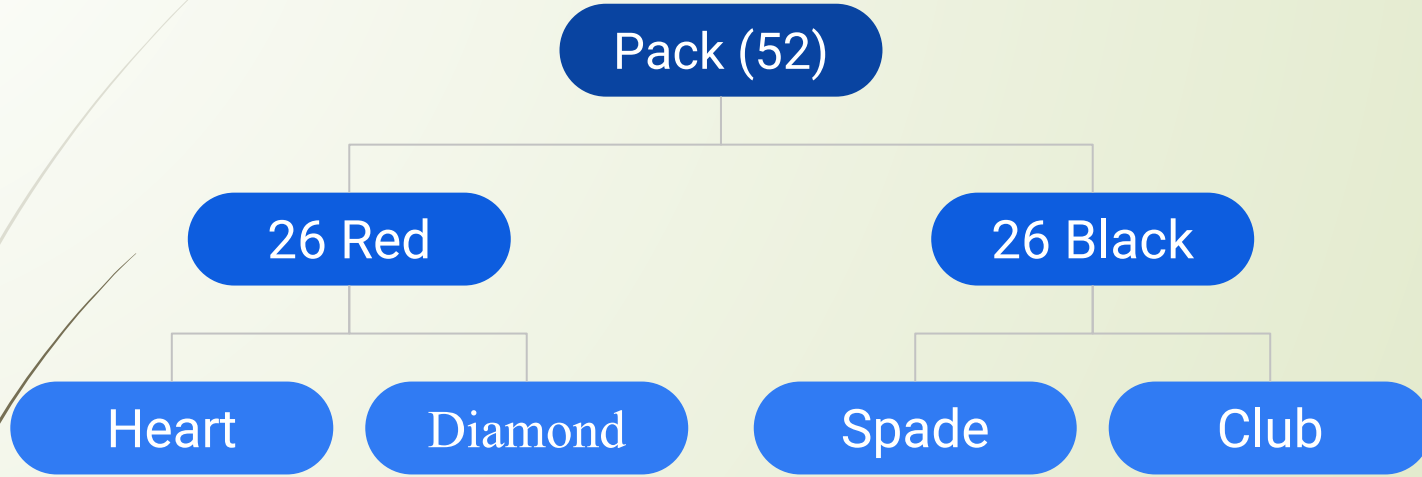 Pack (52)
26 Red
26 Black
Heart
Diamond
Spade
Club